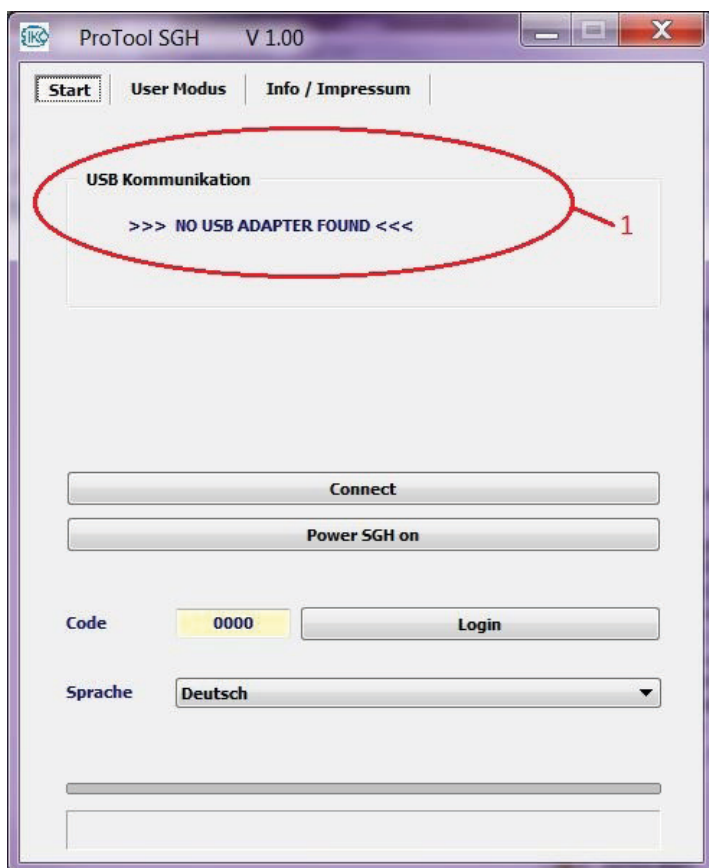 IKO ProTool SGH V 1.00
Start User Modus Info / Impressum
USB Kommunikation
>>> NO USB ADAPTER FOUND <<<
1
Connect
Power SGH on
Code 0000 Login
Sprache Deutsch